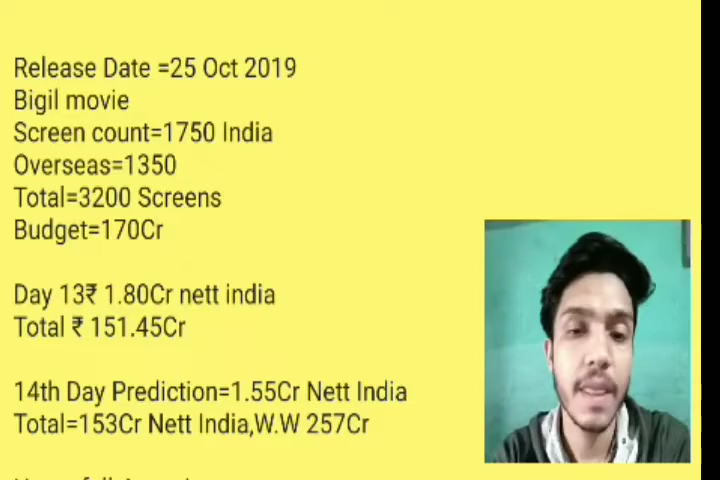 Release Date =25 Oct 2019
Bigil movie
Screen count=1750 India
Overseas=1350
Total=3200 Screens
Budget=170Cr
Day 13₹ 1.80Cr nett india
Total ₹ 151.45Cr
14th Day Prediction=1.55Cr Nett India
Total=153Cr Nett India,W.W 257Cr